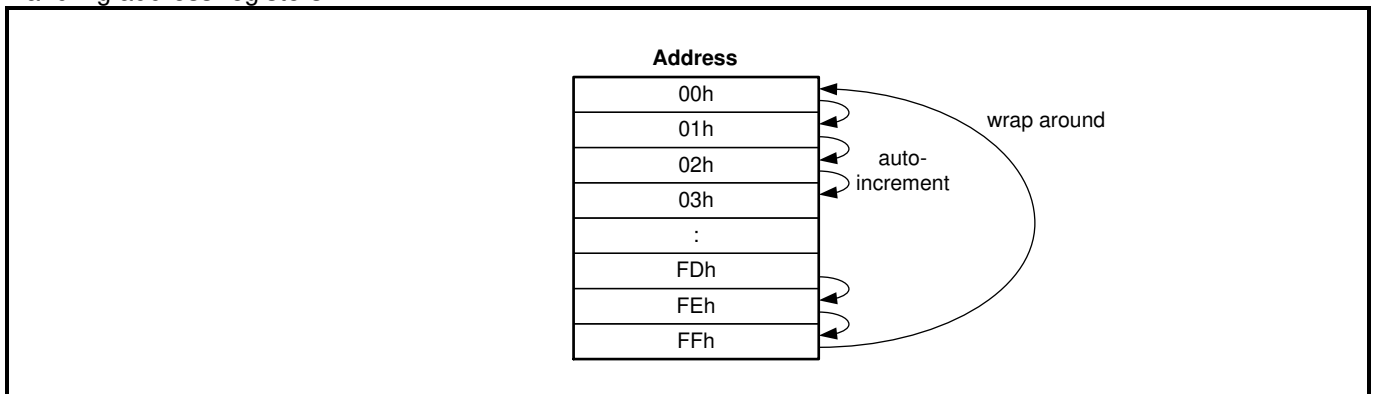 Address
00h
01h
wrap around
02h
auto-
increment
03h
:
FDh
FEh
FFh